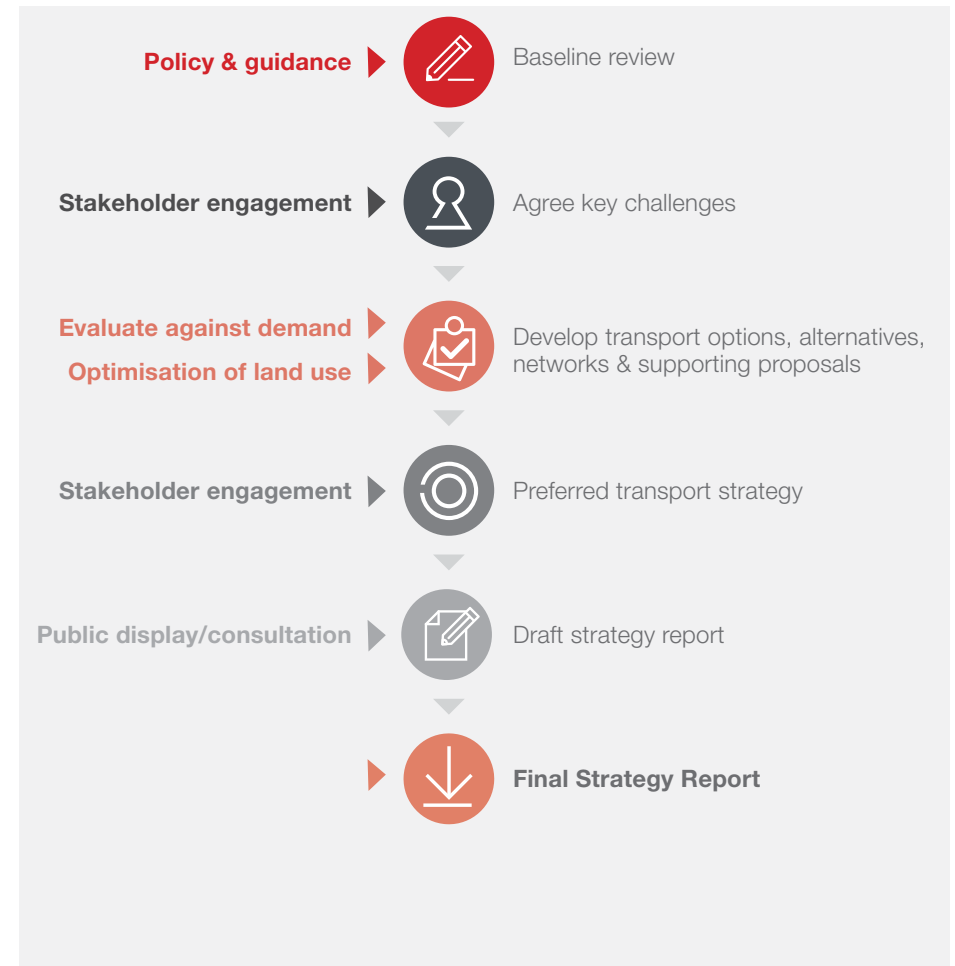 Policy & guidance
Baseline review
Stakeholder engagement
Agree key challenges
Evaluate against demand
Optimisation of land use
Develop transport options, alternatives,
networks & supporting proposals
Stakeholder engagement
Preferred transport strategy
Public display/consultation
Draft strategy report
Final Strategy Report